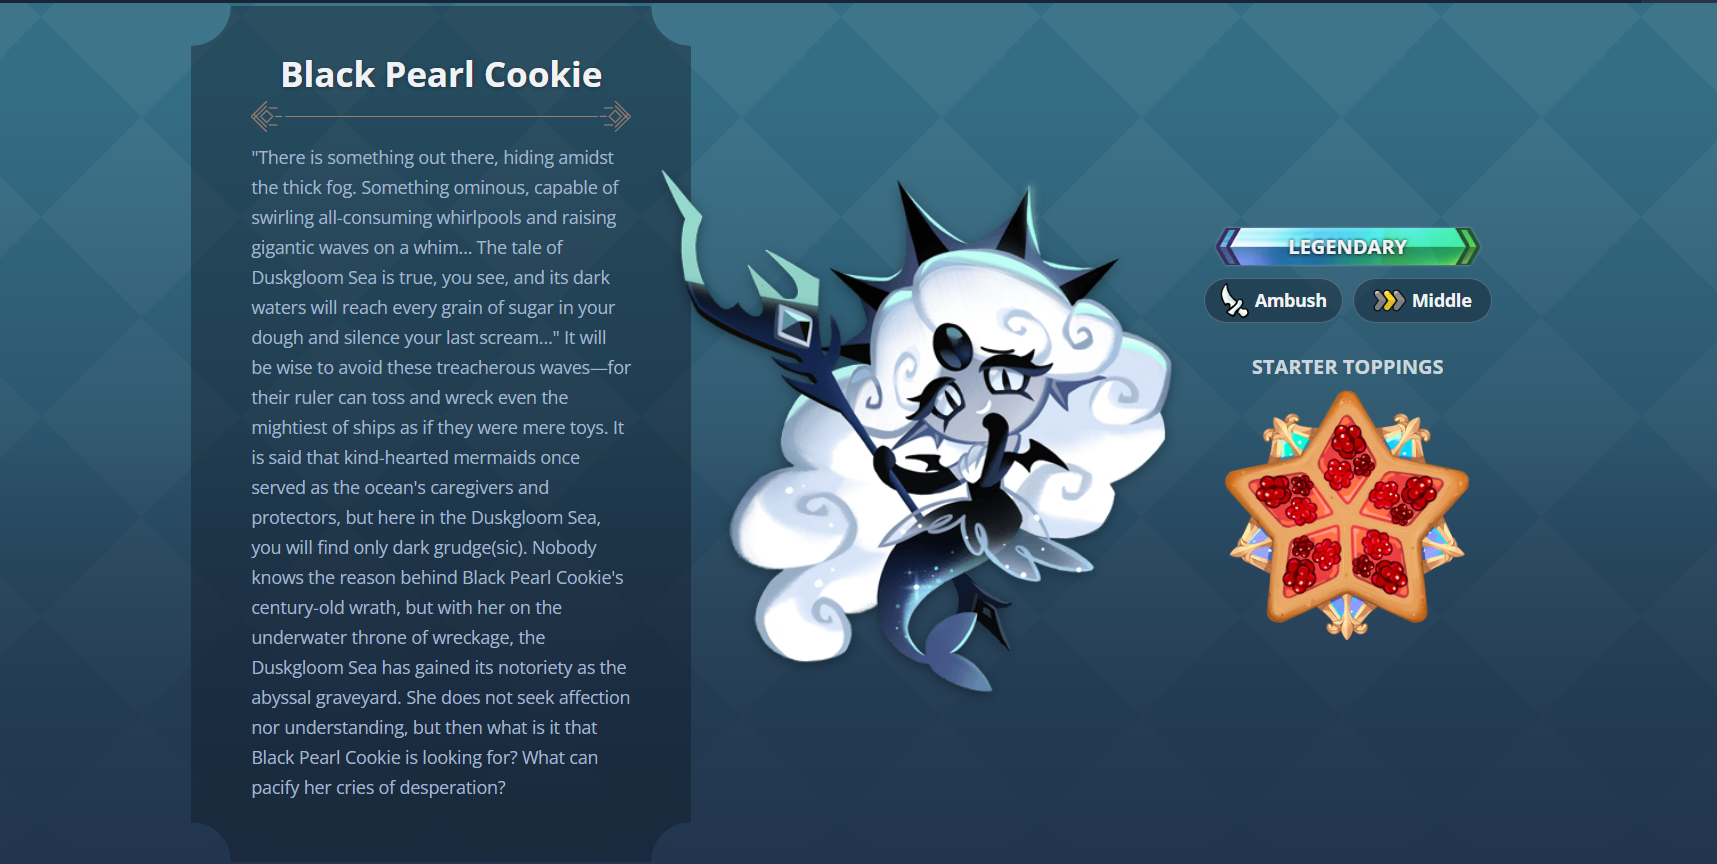 Black Pearl Cookie
"There is something out there, hiding amidst
the thick fog. Something ominous, capable of
swirling all-consuming whirlpools and raising
gigantic waves on a whim... The tale of
Duskgloom Sea is true, you see, and its dark
waters will reach every grain of sugar in your
dough and silence your last scream..." It will
be wise to avoid these treacherous waves—for
their ruler can toss and wreck even the
mightiest of ships as if they were mere toys. It
is said that kind-hearted mermaids once
served as the ocean's caregivers and
protectors, but here in the Duskgloom Sea,
you will find only dark grudge(sic). Nobody
knows the reason behind Black Pearl Cookie's
century-old wrath, but with her on the
underwater throne of wreckage, the
Duskgloom Sea has gained its notoriety as the
abyssal graveyard. She does not seek affection
nor understanding, but then what is it that
Black Pearl Cookie is looking for? What can
pacify her cries of desperation?
LEGENDARY
Ambush
Middle
STARTER TOPPINGS